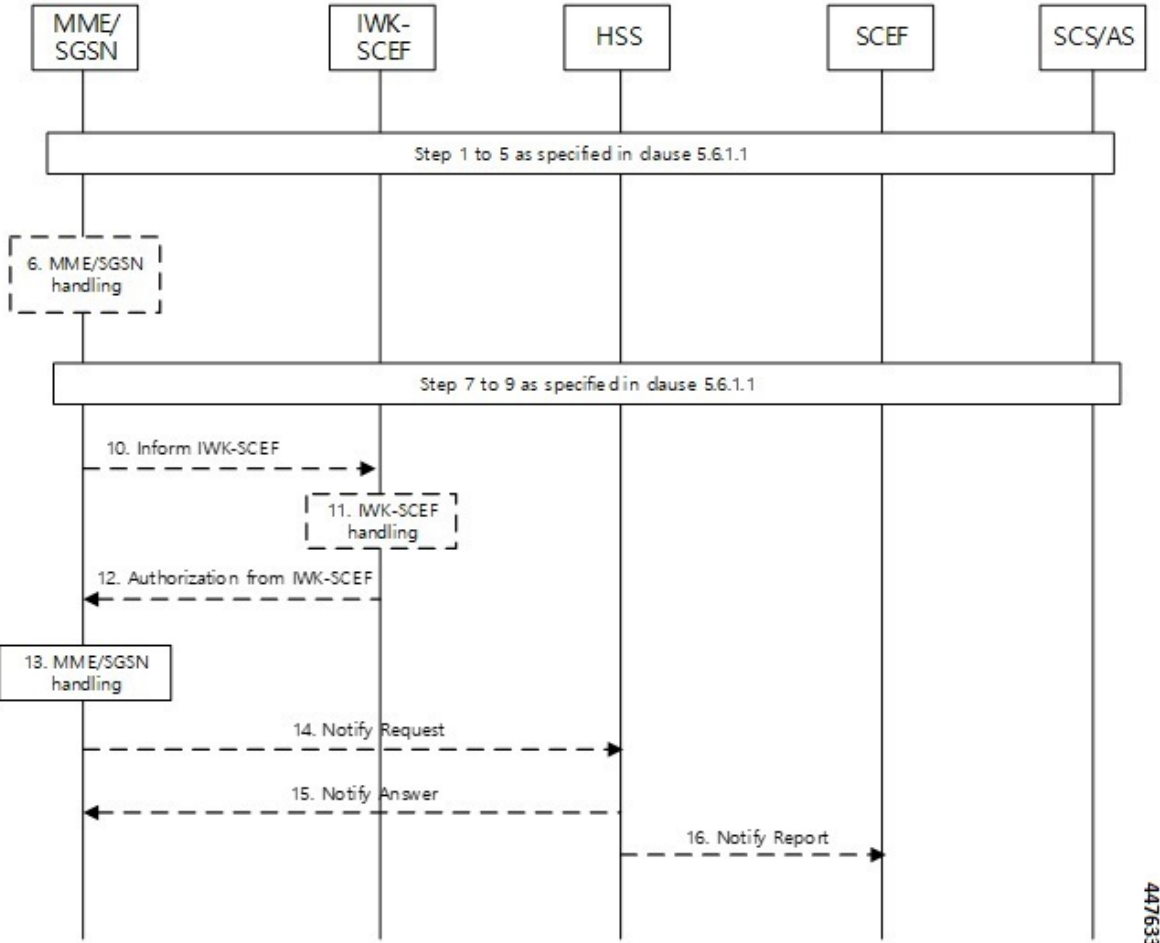 MME/
SGSN
IWK-
SCEF
HSS
SCEF
SCS/AS
Step 1 to 5 as specified in clause 5.6.1.1
6. MME/SGSN
handling
Step 7 to 9 as specified in clause 5.6.1.1
10. Inform IWK-SCEF
11. IWK-SCEF
handling
12. Authorization from IWK-SCEF
13. MME/SGSN
handling
14. Notify Request
15. Notify Answer
16. Notify Report